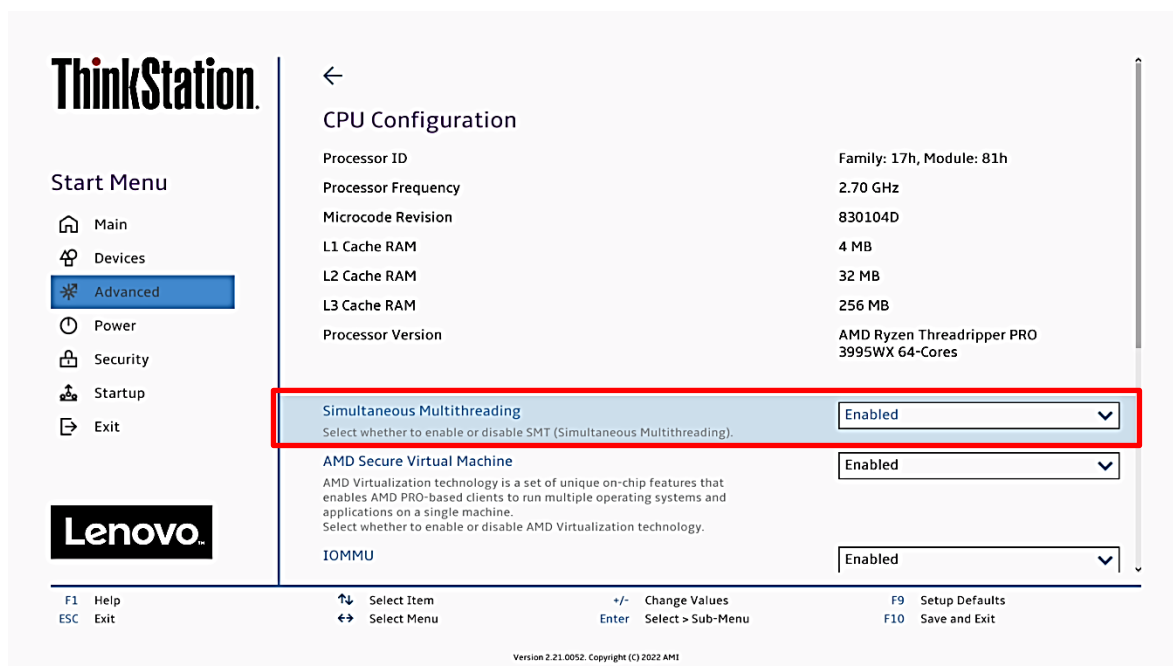 ThinkStation.
Start Menu
Main
Devices
Advanced
Power
Security
Startup
Exit
Lenovo™
CPU Configuration
Processor ID Family: 17h, Module: 81h
Processor Frequency 2.70 GHz
Microcode Revision 830104D
L1 Cache RAM 4 MB
L2 Cache RAM 32 MB
L3 Cache RAM 256 MB
Processor Version AMD Ryzen Threadripper PRO
3995WX 64-Cores
Simultaneous Multithreading Enabled
Select whether to enable or disable SMT (Simultaneous Multithreading).
AMD Secure Virtual Machine Enabled
AMD Virtualization technology is a set of unique on-chip features that
enables AMD PRO-based clients to run multiple operating systems and
applications on a single machine.
Select whether to enable or disable AMD Virtualization technology.
IOMMU Enabled
F1 Help ↑↓ Select Item +/- Change Values F9 Setup Defaults
ESC Exit ↔ Select Menu Enter Select > Sub-Menu F10 Save and Exit
Version 2.21.0052. Copyright (C) 2022 AMI